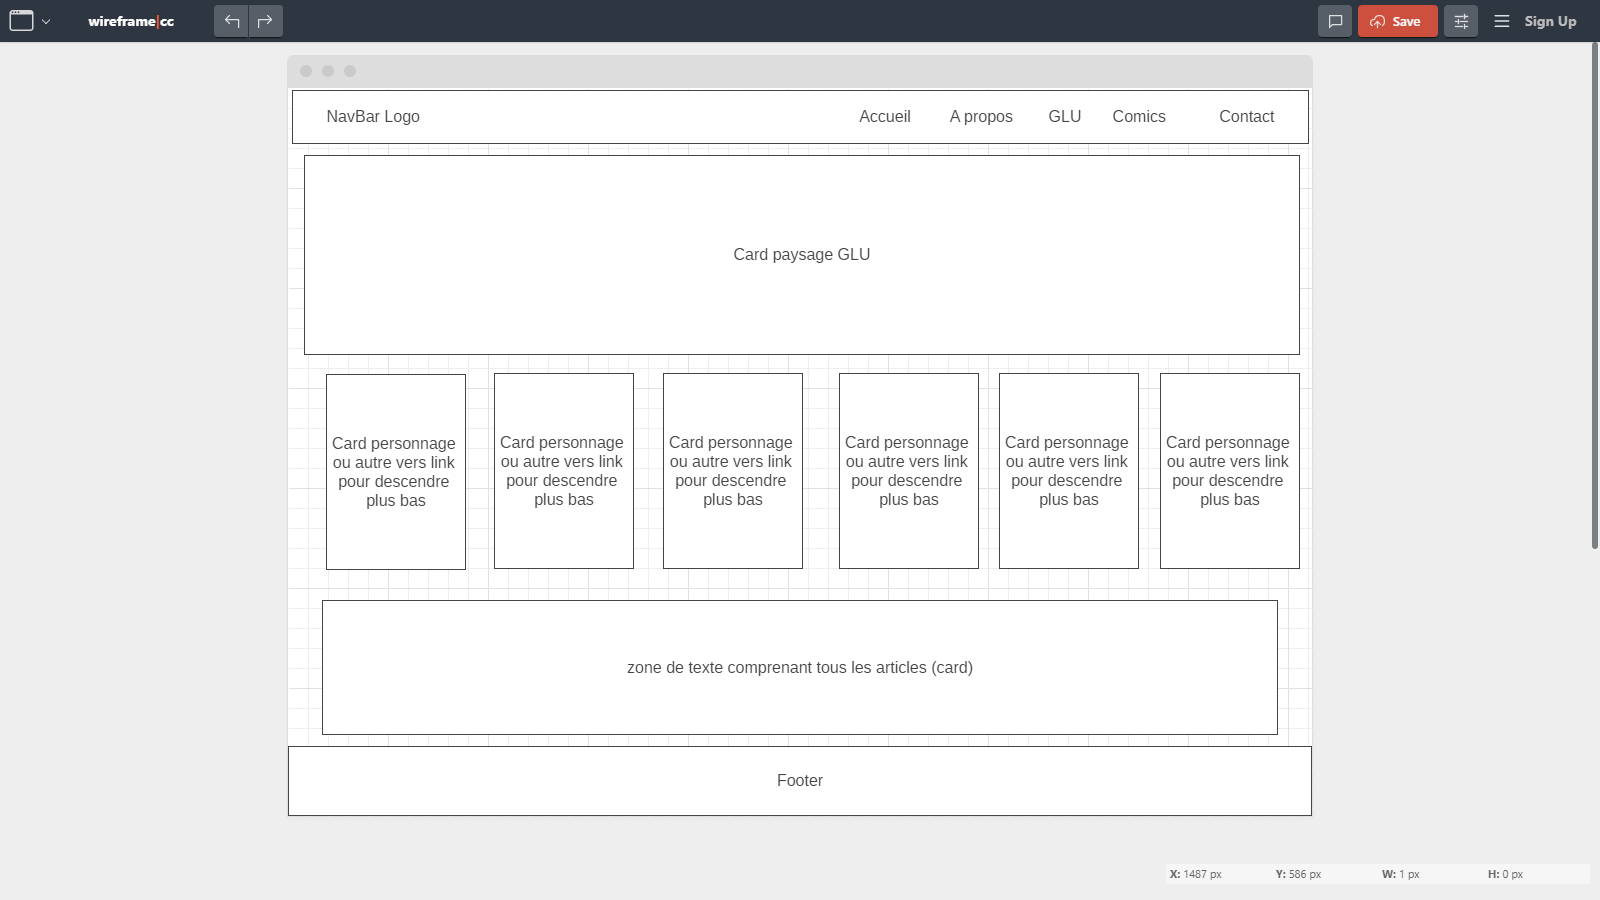 wireframe|cc
Save
Sign Up
NavBar Logo
Accueil
A propos
GLU
Comics
Contact
Card paysage GLU
Card personnage
ou autre vers link
pour descendre
plus bas
Card personnage
ou autre vers link
pour descendre
plus bas
Card personnage
ou autre vers link
pour descendre
plus bas
Card personnage
ou autre vers link
pour descendre
plus bas
Card personnage
ou autre vers link
pour descendre
plus bas
Card personnage
ou autre vers link
pour descendre
plus bas
zone de texte comprenant tous les articles (card)
Footer
X: 1487 px
Y: 586 px
W: 1 px
H: 0 px